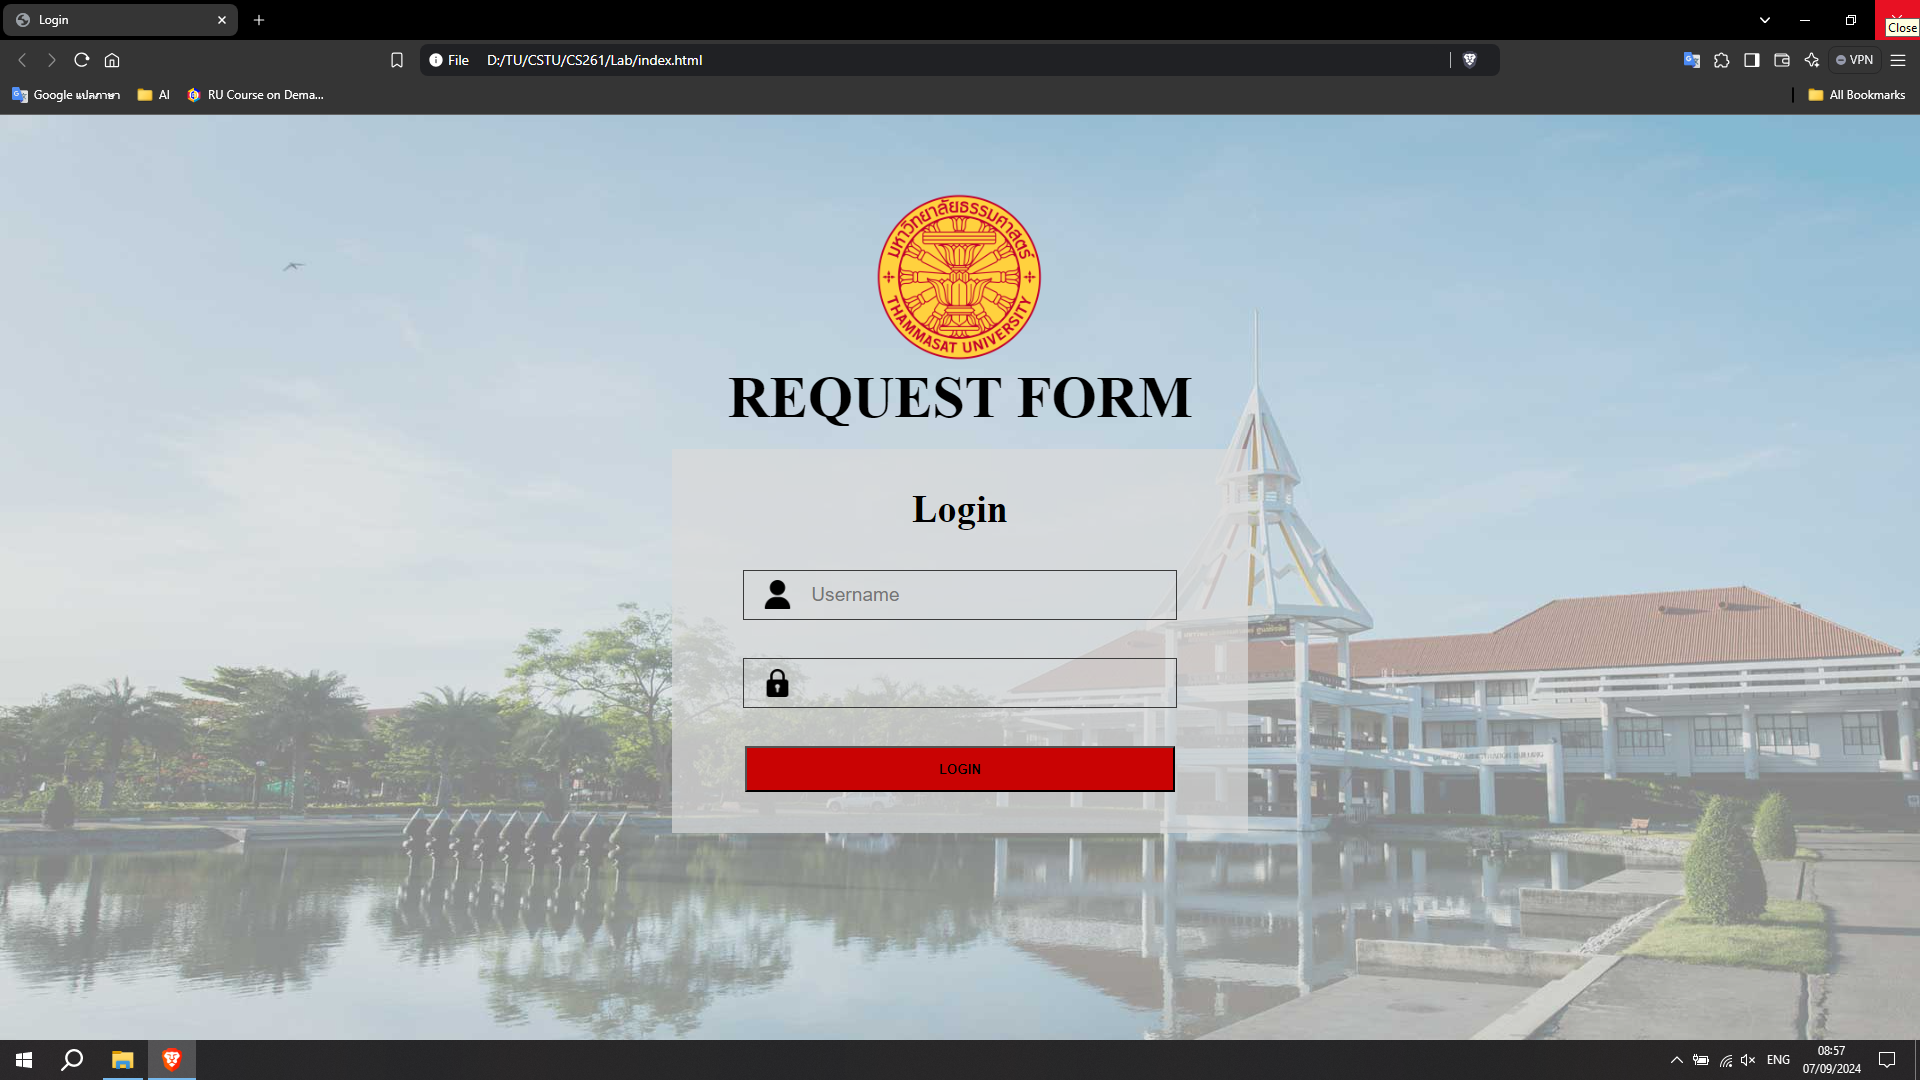 Login
Close
File D:/TU/CSTU/CS261/Lab/index.html
VPN
Google แปลภาษา
AI
RU Course on Dema...
All Bookmarks
มหาวิทยาลัยธรรมศาสตร์
THAMMASAT UNIVERSITY
REQUEST FORM
Login
Username
LOGIN
ENG
08:57
07/09/2024